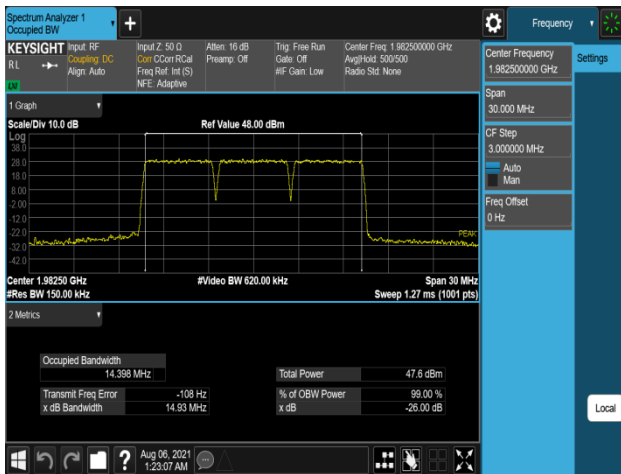 Spectrum Analyzer 1
Occupied BW
Frequency
KEYSIGHT
RL
Input: RF
Coupling: DC
Align: Auto
Input Z: 50 Ω
Corr CCorr RCal
Freq Ref: Int (S)
NFE: Adaptive
Atten: 16 dB
Preamp: Off
Trig: Free Run
Gate: Off
#IF Gain: Low
Center Freq: 1.982500000 GHz
Avg|Hold: 500/500
Radio Std: None
LXI
Center Frequency
1.982500000 GHz
Settings
Span
30.000 MHz
CF Step
3.000000 MHz
Auto
Man
Freq Offset
0 Hz
1 Graph
Scale/Div 10.0 dB
Ref Value 48.00 dBm
Log
38.0
28.0
18.0
8.00
-2.00
-12.0
-22.0
-32.0
-42.0
PEAK
Center 1.98250 GHz
#Video BW 620.00 kHz
Span 30 MHz
#Res BW 150.00 kHz
Sweep 1.27 ms (1001 pts)
2 Metrics
Occupied Bandwidth
14.398 MHz
Total Power
47.6 dBm
Transmit Freq Error
-108 Hz
% of OBW Power
99.00 %
x dB Bandwidth
14.93 MHz
x dB
-26.00 dB
Local
?
Aug 06, 2021
1:23:07 AM